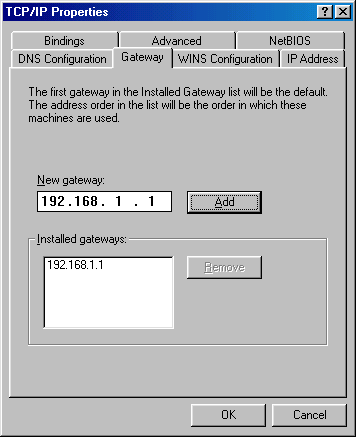 TCP/IP Properties
Bindings Advanced NetBIOS
DNS Configuration Gateway WINS Configuration IP Address
The first gateway in the Installed Gateway list will be the default.
The address order in the list will be the order in which these
machines are used.
New gateway:
192.168. 1 . 1 Add
Installed gateways:
192.168.1.1 Remove
OK Cancel